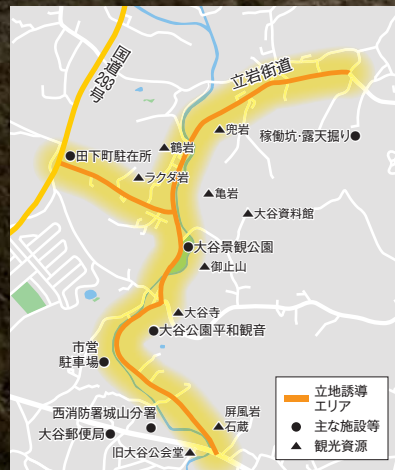 国道293号
立岩街道
兜岩
稼働坑・露天掘り
鶴岩
田下町駐在所
ラクダ岩
亀岩
大谷資料館
大谷景観公園
御止山
大谷寺
大谷公園平和観音
市営
駐車場
西消防署城山分署
大谷郵便局
旧大谷公会堂
屏風岩
石蔵
立地誘導
エリア
主な施設等
観光資源